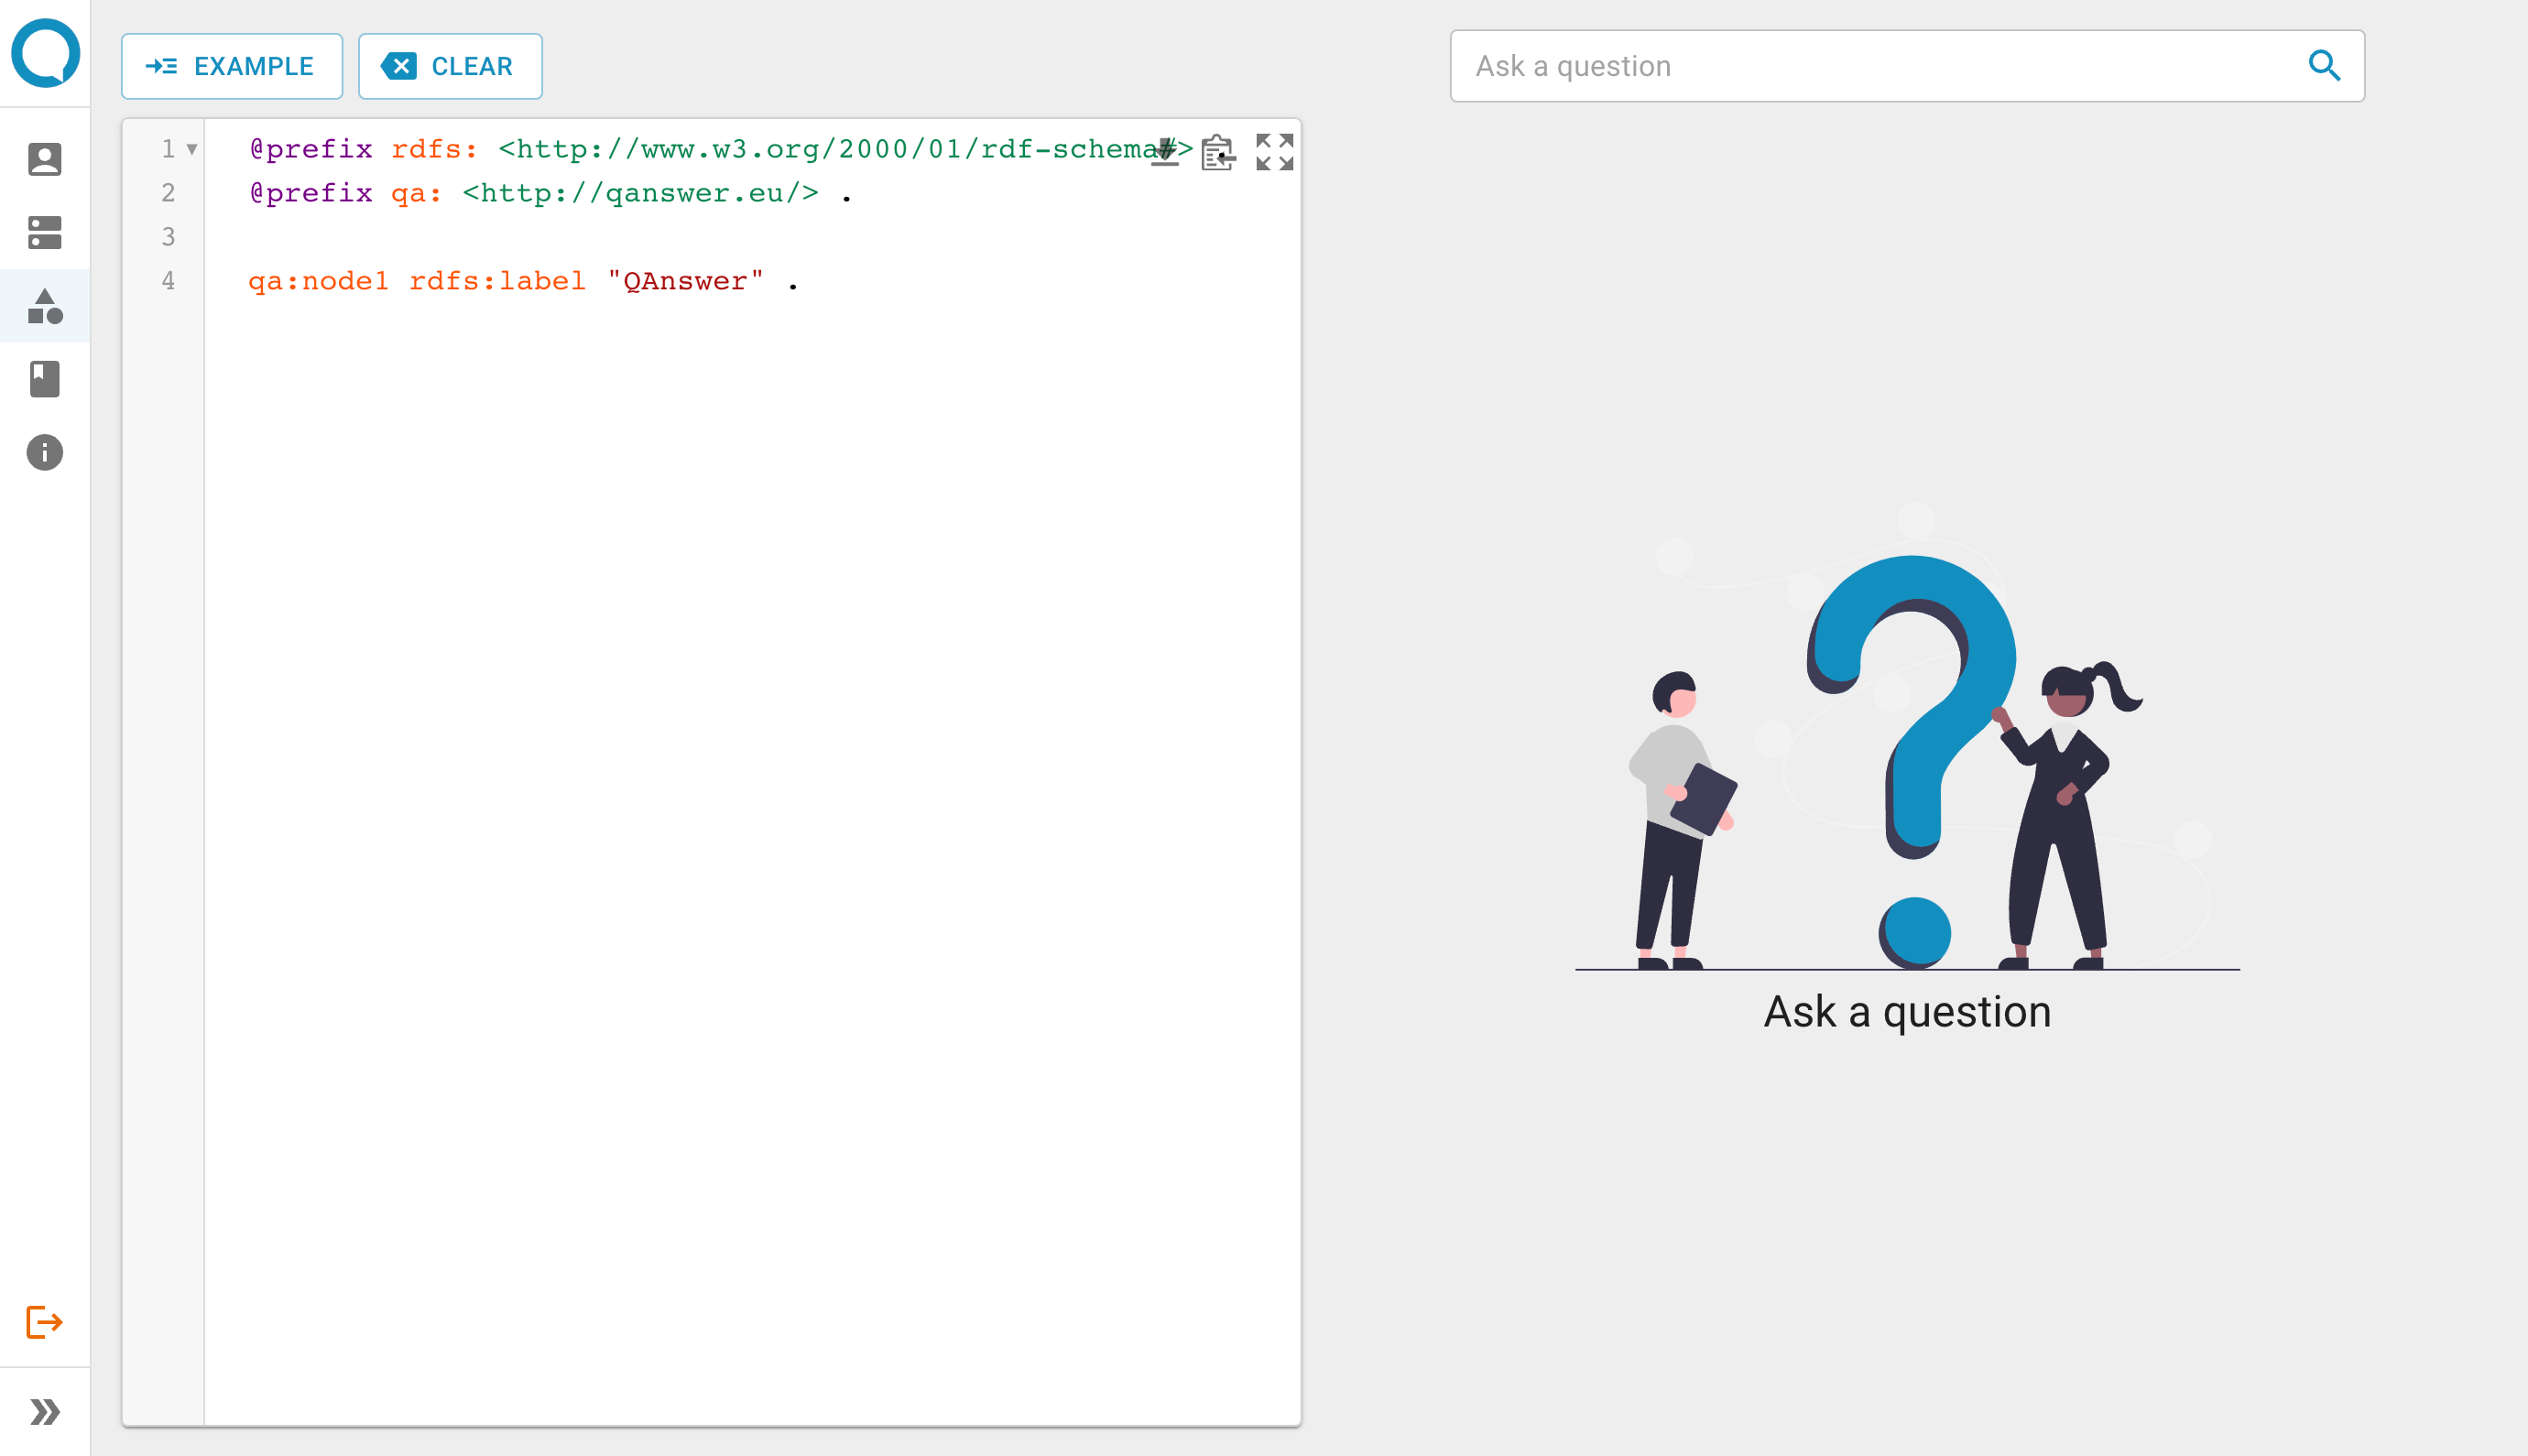 EXAMPLE
CLEAR
Ask a question
1 @prefix rdfs: <http://www.w3.org/2000/01/rdf-schema#> .
2 @prefix qa: <http://qanswer.eu/> .
3
4 qa:node1 rdfs:label "QAnswer" .
Ask a question